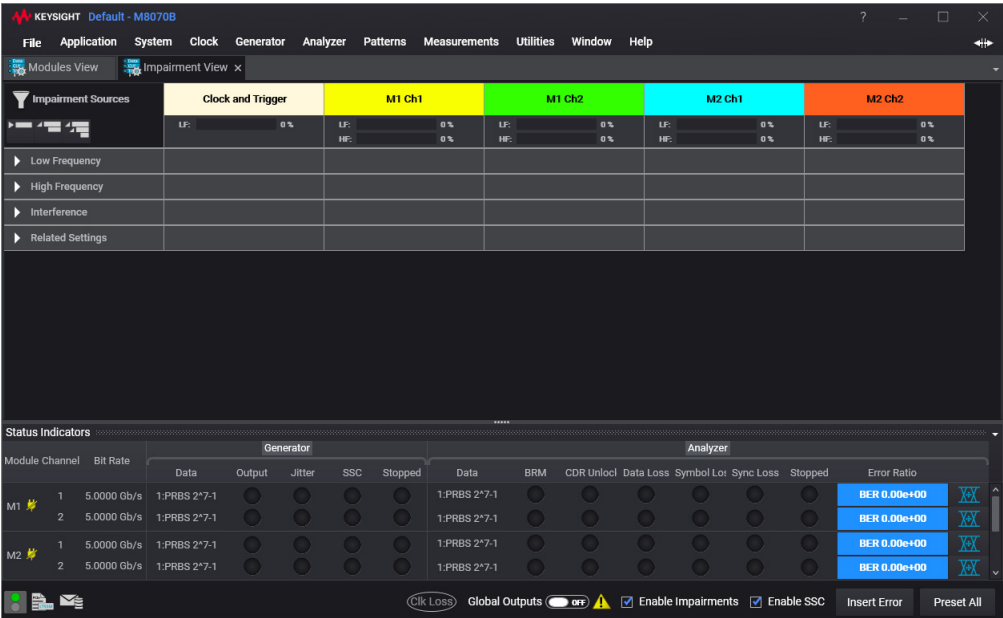 KEYSIGHT Default - M8070B ?
File Application System Clock Generator Analyzer Patterns Measurements Utilities Window Help
Modules View Impairment View ×
Impairment Sources Clock and Trigger M1 Ch1 M1 Ch2 M2 Ch1 M2 Ch2
LF: 0 % LF: 0 % LF: 0 % LF: 0 % LF: 0 %
HF: 0 % HF: 0 % HF: 0 % HF: 0 %
Low Frequency
High Frequency
Interference
Related Settings
Status Indicators
Generator Analyzer
Module Channel Bit Rate
Data Output Jitter SSC Stopped Data BRM CDR Unlocl Data Loss Symbol Los Sync Loss Stopped Error Ratio
M1 1 5.0000 Gb/s 1:PRBS 2^7-1 1:PRBS 2^7-1 BER 0.00e+00
2 5.0000 Gb/s 1:PRBS 2^7-1 1:PRBS 2^7-1 BER 0.00e+00
M2 1 5.0000 Gb/s 1:PRBS 2^7-1 1:PRBS 2^7-1 BER 0.00e+00
2 5.0000 Gb/s 1:PRBS 2^7-1 1:PRBS 2^7-1 BER 0.00e+00
Clk Loss Global Outputs OFF Enable Impairments Enable SSC Insert Error Preset All